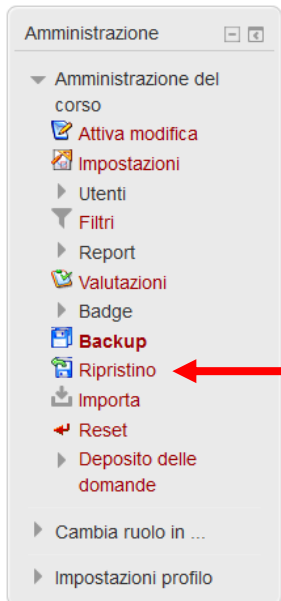 Amministrazione
Amministrazione del
corso
Attiva modifica
Impostazioni
Utenti
Filtri
Report
Valutazioni
Badge
Backup
Ripristino
Importa
Reset
Deposito delle
domande
Cambia ruolo in ...
Impostazioni profilo